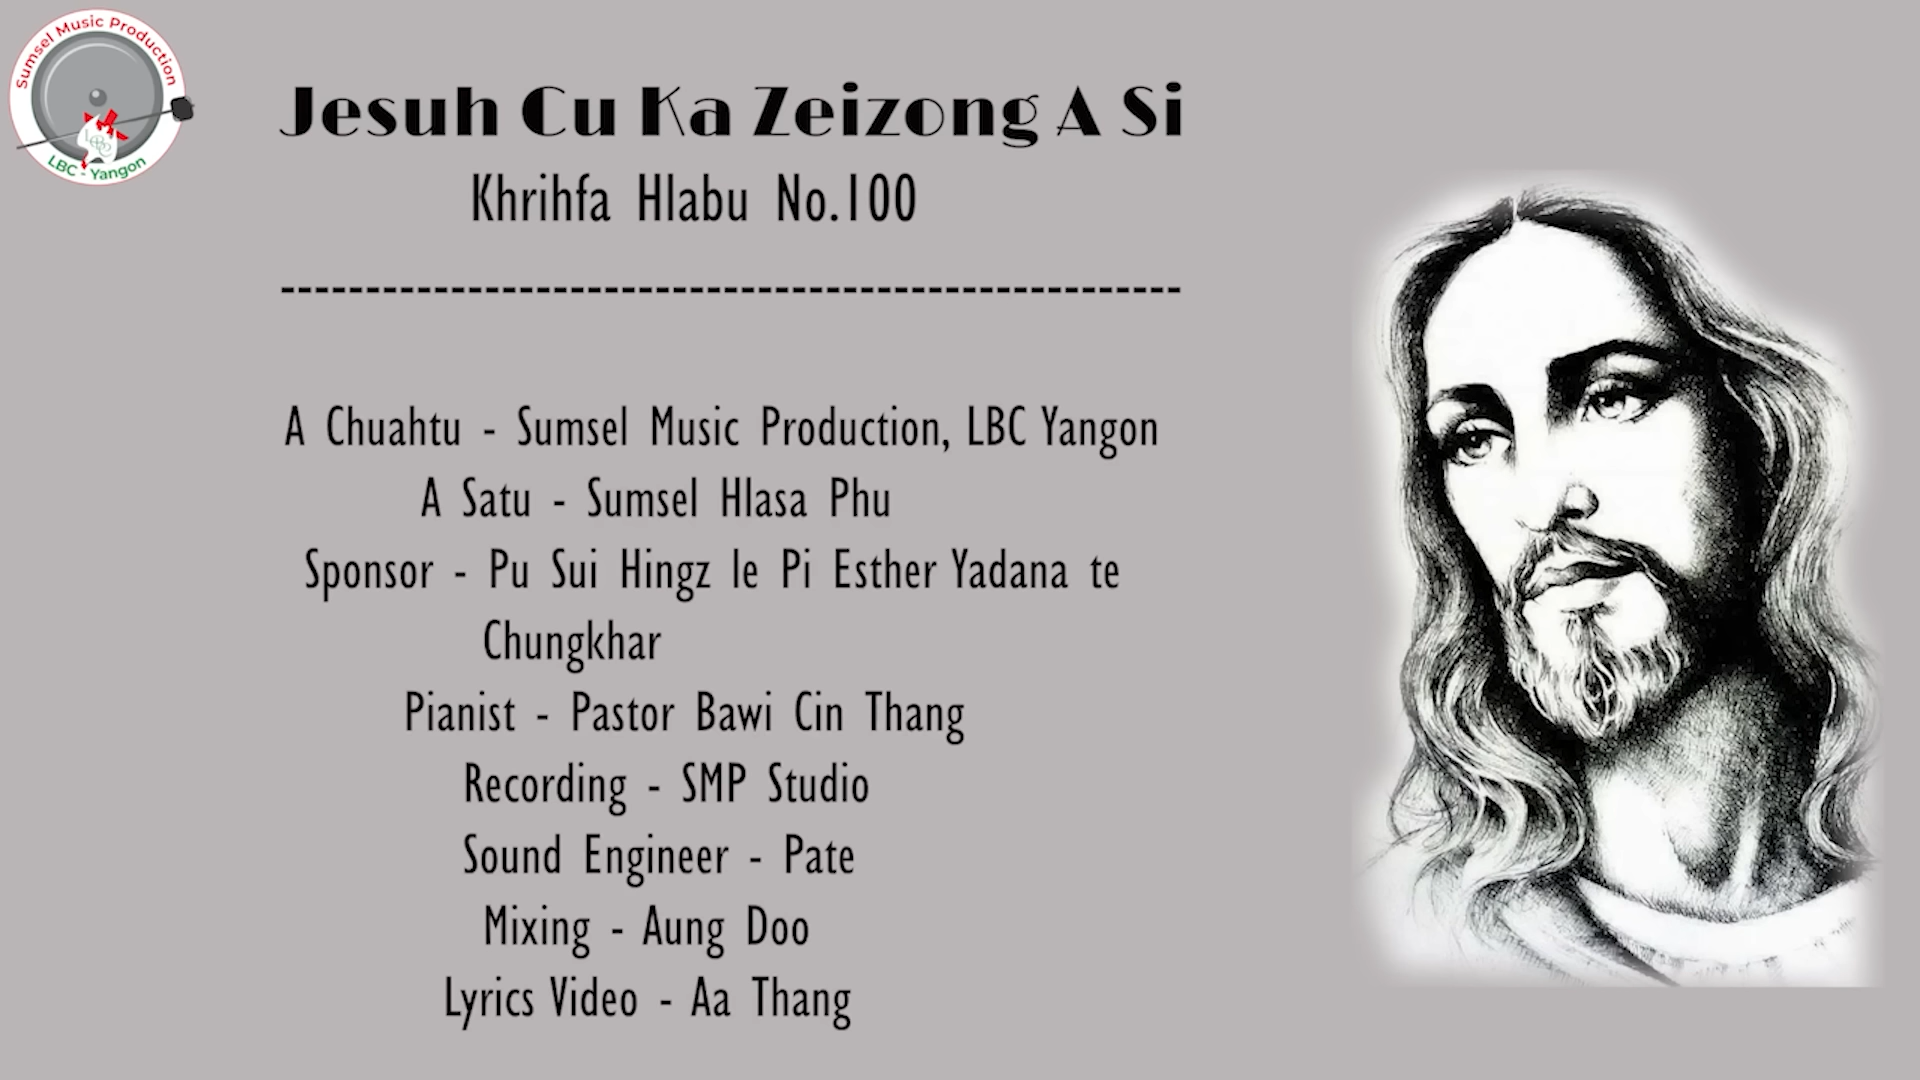 Sumsel Music Production
LBC - Yangon
Jesuh Cu Ka Zeizong A Si
Khrihfa Hlabu No.100
-----------------------------------------------------
A Chuahtu - Sumsel Music Production, LBC Yangon
A Satu - Sumsel Hlasa Phu
Sponsor - Pu Sui Hingz le Pi Esther Yadana te
Chungkhar
Pianist - Pastor Bawi Cin Thang
Recording - SMP Studio
Sound Engineer - Pate
Mixing - Aung Doo
Lyrics Video - Aa Thang